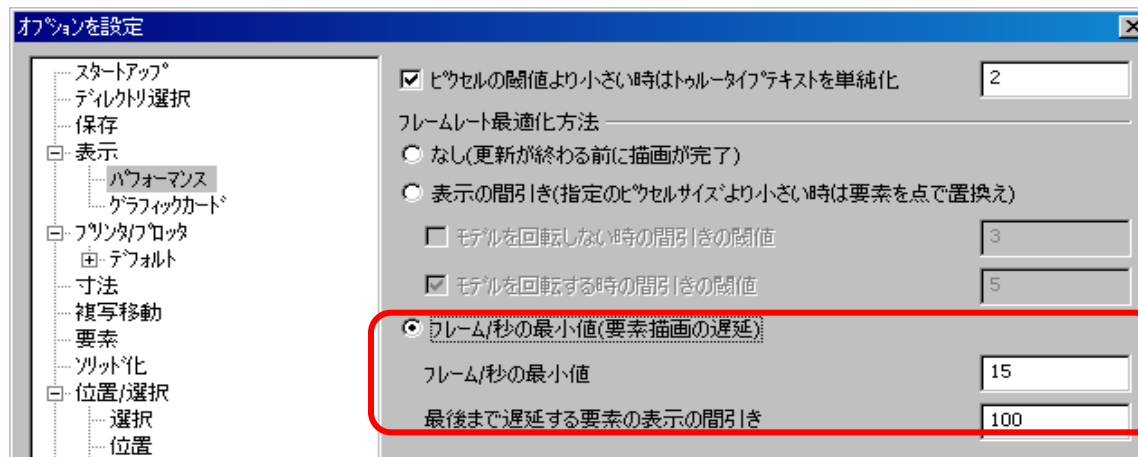 オプションを設定
スタートアップ
ディレクトリ選択
保存
表示
パフォーマンス
グラフィックカード
プリンタ/プロッタ
デフォルト
寸法
複写移動
要素
ソリッド化
位置/選択
選択
位置
ピクセルの閾値より小さい時はトゥルータイプテキストを単純化 2
フレームレート最適化方法
なし(更新が終わる前に描画が完了)
表示の間引き(指定のピクセルサイズより小さい時は要素を点で置換え)
モデルを回転しない時の間引きの閾値 3
モデルを回転する時の間引きの閾値 5
フレーム/秒の最小値(要素描画の遅延)
フレーム/秒の最小値 15
最後まで遅延する要素の表示の間引き 100